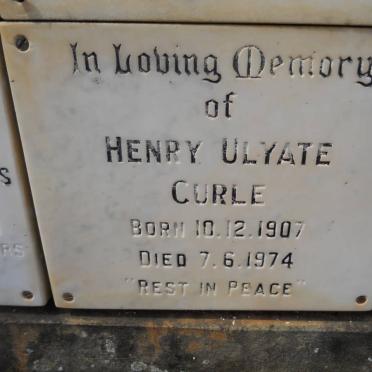 In Loving Memory
of
HENRY ULYATE
CURLE
BORN 10.12.1907
DIED 7.6.1974
"REST IN PEACE"